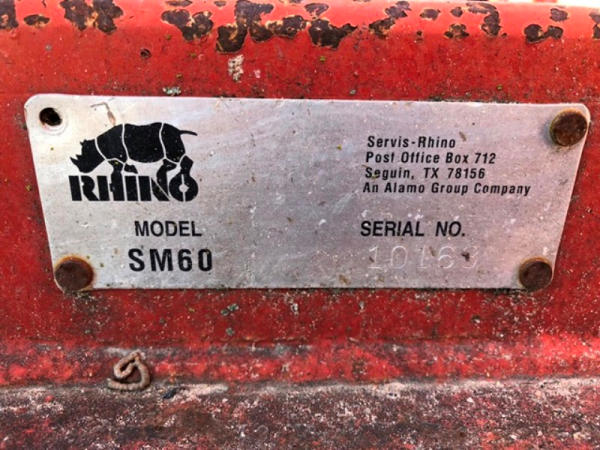 RHINO
Servis-Rhino
Post Office Box 712
Seguin, TX 78156
An Alamo Group Company
MODEL
SM60
SERIAL NO.